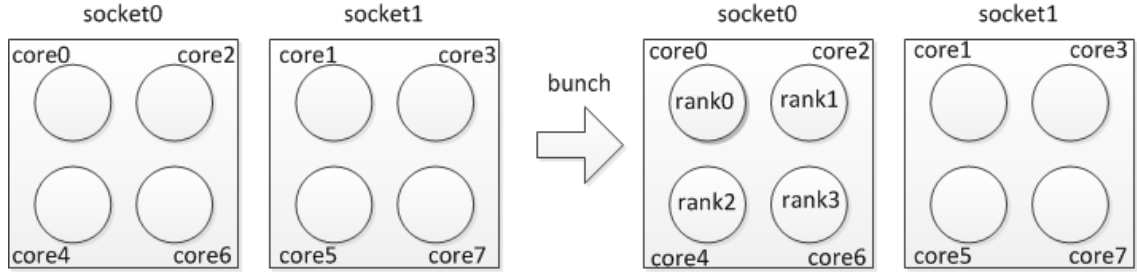 socket0 socket1 socket0 socket1
core0 core2 core1 core3 core0 core2 core1 core3
bunch
rank0 rank1
rank2 rank3
core4 core6 core5 core7 core4 core6 core5 core7